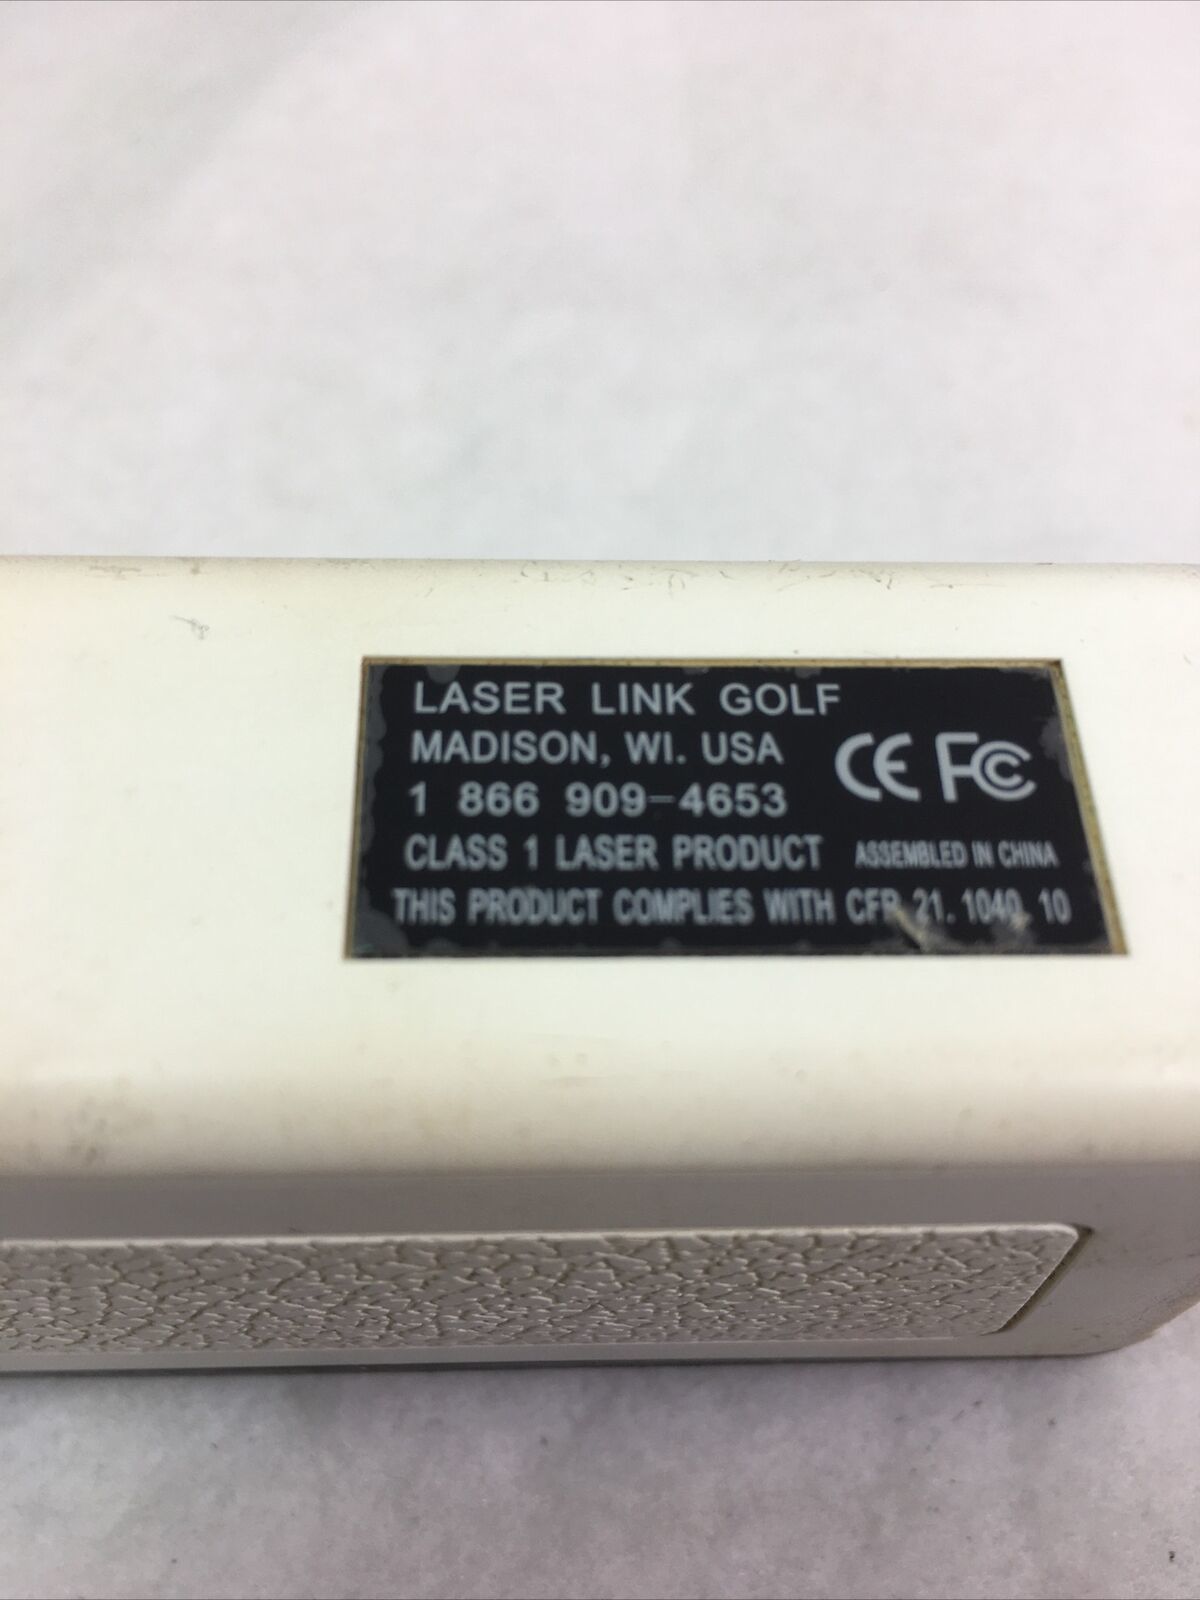 LASER LINK GOLF
MADISON, WI. USA
1 866 909-4653
CE FC
CLASS 1 LASER PRODUCT ASSEMBLED IN CHINA
THIS PRODUCT COMPLIES WITH CFR 21. 1040. 10